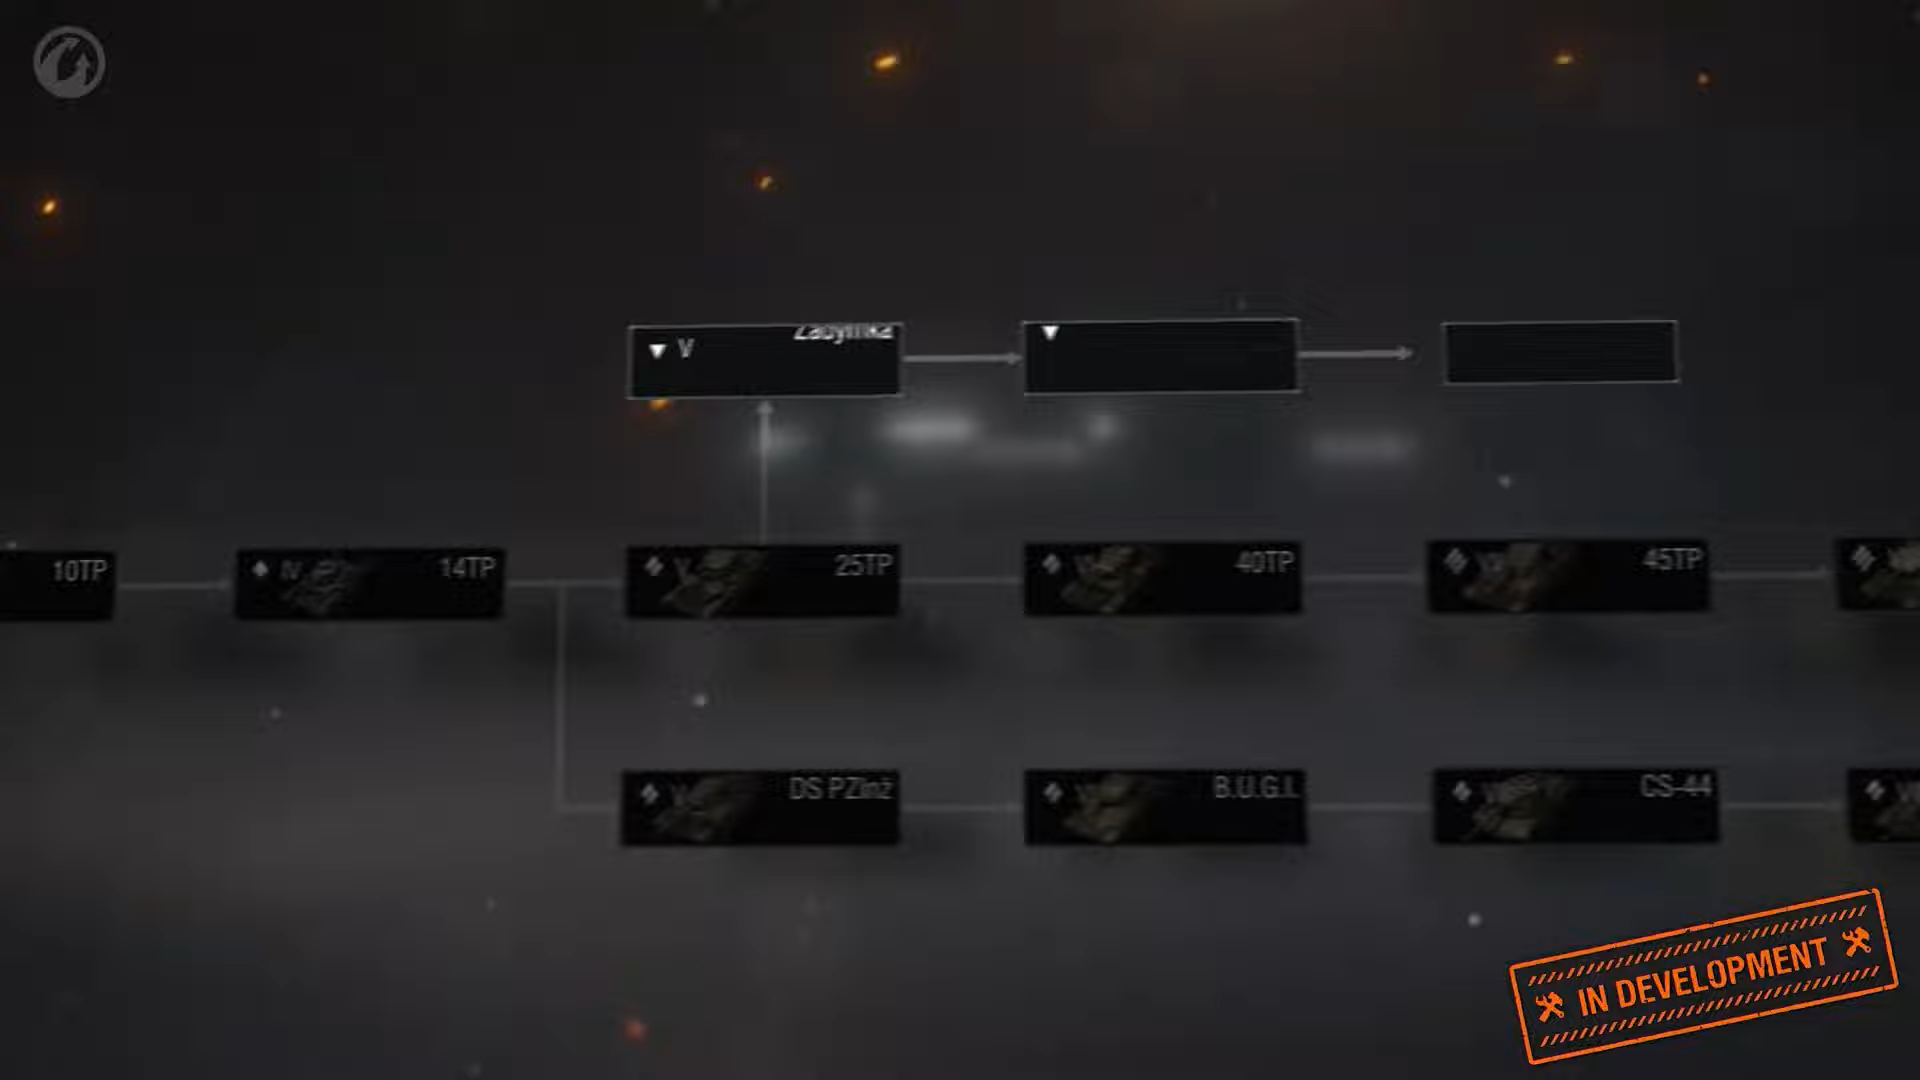 V
10TP
IV 14TP
V 25TP
40TP
45TP
DS PZInż
B.U.G.I.
CS-44
IN DEVELOPMENT